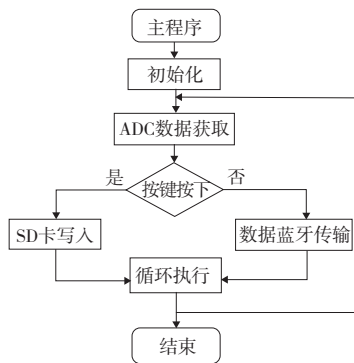 主程序
初始化
ADC数据获取
是
按键按下
否
SD卡写入
数据蓝牙传输
循环执行
结束